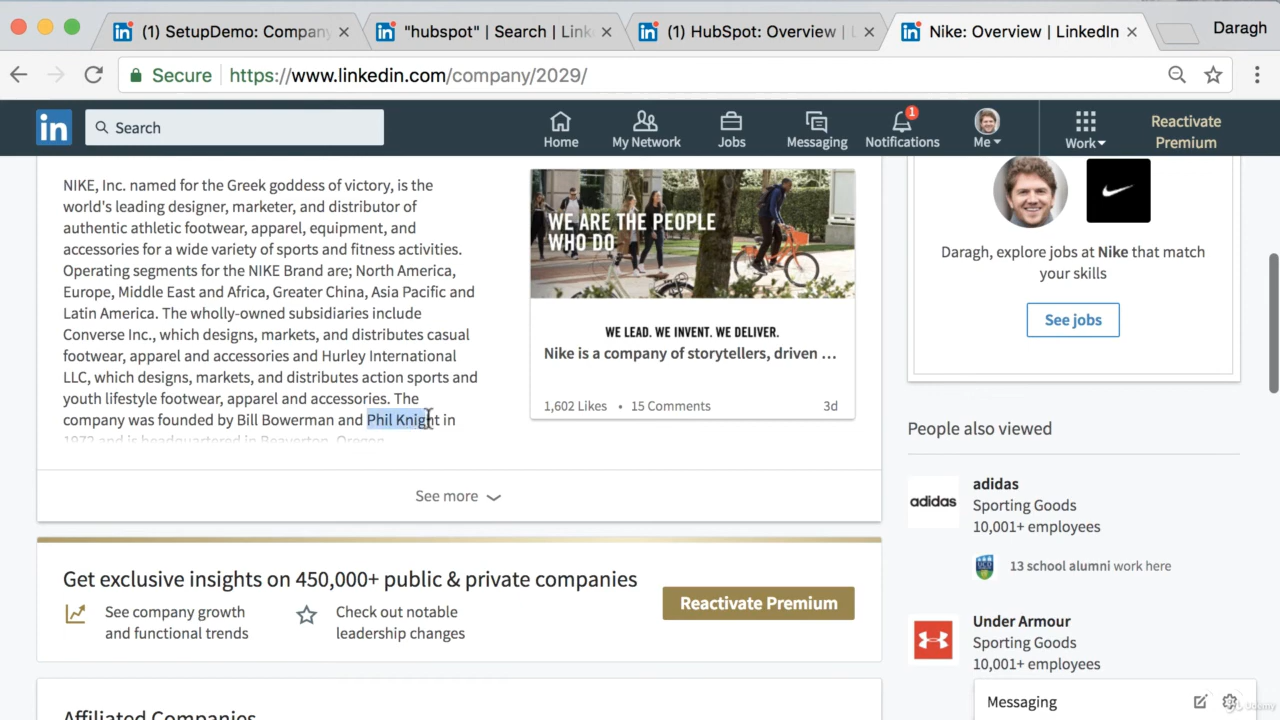 (1) SetupDemo: Company
"hubspot" | Search | Link
(1) HubSpot: Overview | L
Nike: Overview | LinkedIn
Daragh
Secure
https://www.linkedin.com/company/2029/
in
Search
Home
My Network
Jobs
Messaging
1
Notifications
Me
Work
Reactivate
Premium
NIKE, Inc. named for the Greek goddess of victory, is the
world's leading designer, marketer, and distributor of
authentic athletic footwear, apparel, equipment, and
accessories for a wide variety of sports and fitness activities.
Operating segments for the NIKE Brand are; North America,
Europe, Middle East and Africa, Greater China, Asia Pacific and
Latin America. The wholly-owned subsidiaries include
Converse Inc., which designs, markets, and distributes casual
footwear, apparel and accessories and Hurley International
LLC, which designs, markets, and distributes action sports and
youth lifestyle footwear, apparel and accessories. The
company was founded by Bill Bowerman and Phil Knight in
1972 and is headquartered in Beaverton, Oregon.
See more
WE ARE THE PEOPLE
WHO DO
WE LEAD. WE INVENT. WE DELIVER.
Nike is a company of storytellers, driven ...
1,602 Likes • 15 Comments
3d
Daragh, explore jobs at Nike that match
your skills
See jobs
People also viewed
adidas
adidas
Sporting Goods
10,001+ employees
13 school alumni work here
Under Armour
Sporting Goods
10,001+ employees
Get exclusive insights on 450,000+ public & private companies
See company growth
and functional trends
Check out notable
leadership changes
Reactivate Premium
Affiliated Companies
Messaging
Udemy